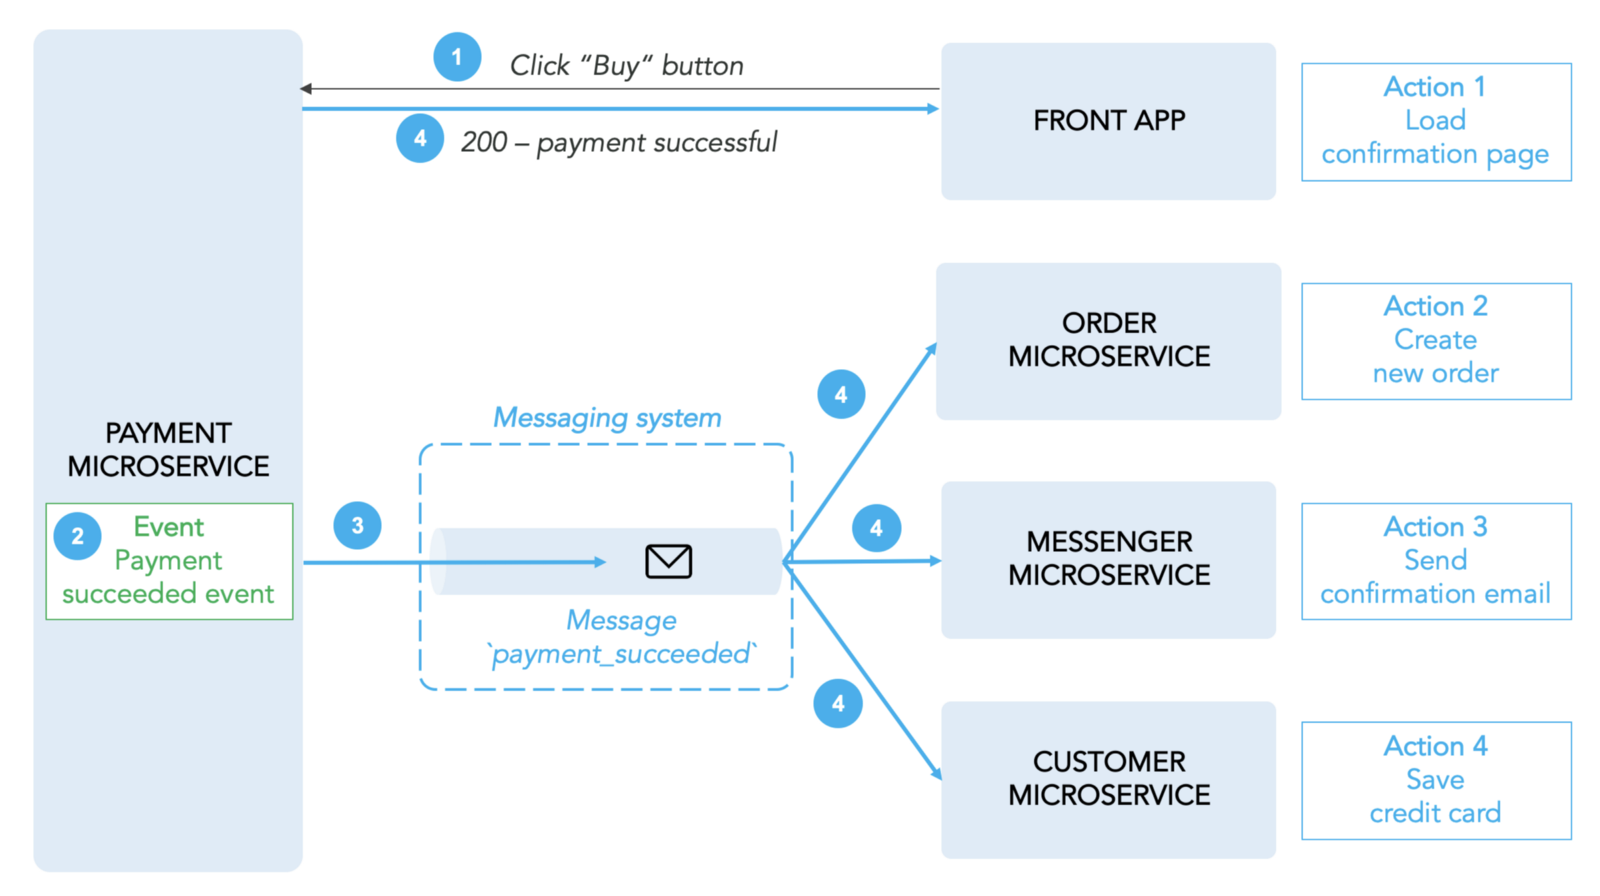 1
Click “Buy“ button
4
200 – payment successful
FRONT APP
Action 1
Load
confirmation page
ORDER
MICROSERVICE
Action 2
Create
new order
4
Messaging system
PAYMENT
MICROSERVICE
2
Event
Payment
succeeded event
3
4
Message
`payment_succeeded`
MESSENGER
MICROSERVICE
Action 3
Send
confirmation email
4
CUSTOMER
MICROSERVICE
Action 4
Save
credit card